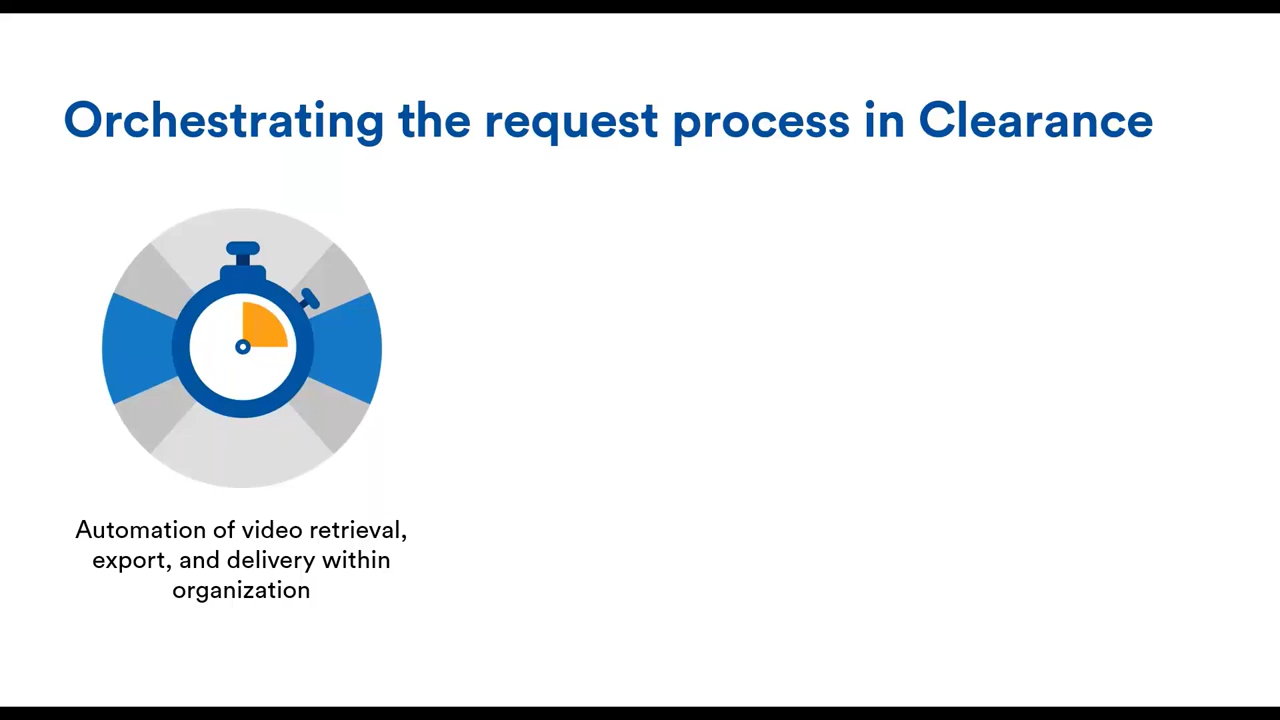 Orchestrating the request process in Clearance
Automation of video retrieval,
export, and delivery within
organization